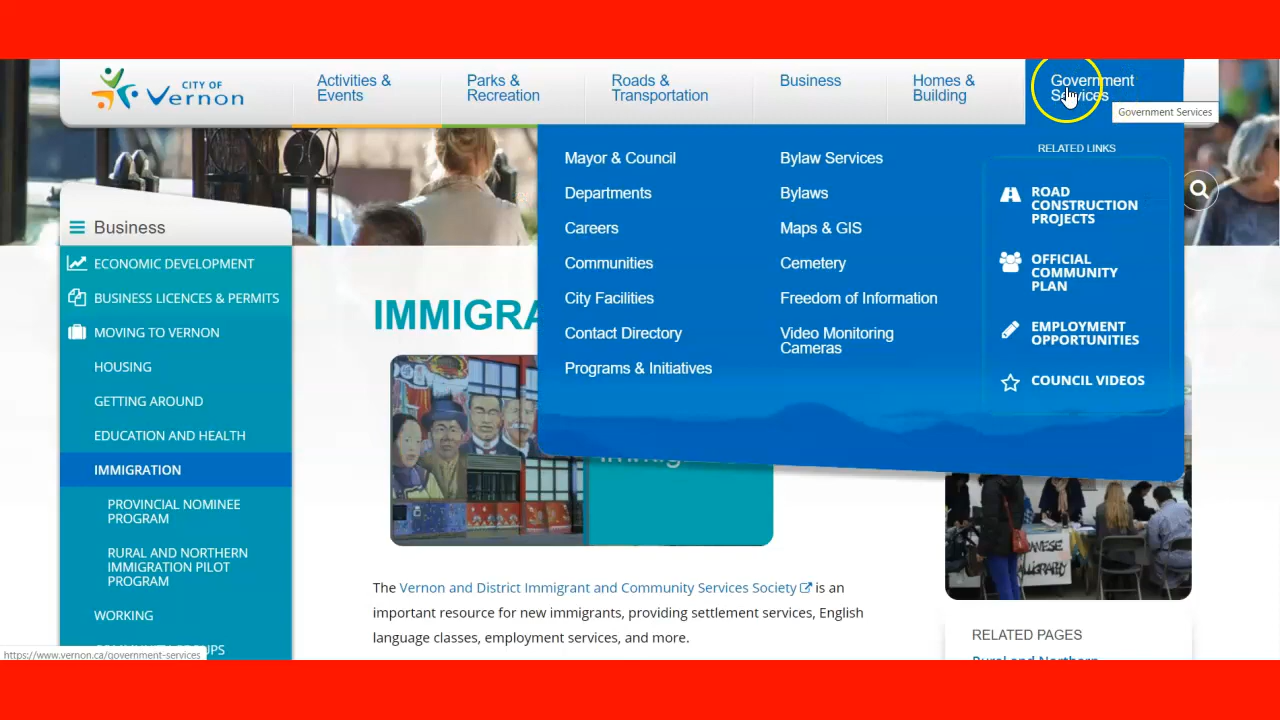 CITY OF
Vernon
Activities &
Events
Parks &
Recreation
Roads &
Transportation
Business
Homes &
Building
Government
Services
Government Services
Mayor & Council
Departments
Careers
Communities
City Facilities
Contact Directory
Programs & Initiatives
Bylaw Services
Bylaws
Maps & GIS
Cemetery
Freedom of Information
Video Monitoring
Cameras
RELATED LINKS
ROAD
CONSTRUCTION
PROJECTS
OFFICIAL
COMMUNITY
PLAN
EMPLOYMENT
OPPORTUNITIES
COUNCIL VIDEOS
Business
ECONOMIC DEVELOPMENT
BUSINESS LICENCES & PERMITS
MOVING TO VERNON
HOUSING
GETTING AROUND
EDUCATION AND HEALTH
IMMIGRATION
PROVINCIAL NOMINEE
PROGRAM
RURAL AND NORTHERN
IMMIGRATION PILOT
PROGRAM
WORKING
IMMIGRA
The Vernon and District Immigrant and Community Services Society is an
important resource for new immigrants, providing settlement services, English
language classes, employment services, and more.
RELATED PAGES
Rural and Northern
https://www.vernon.ca/government-services